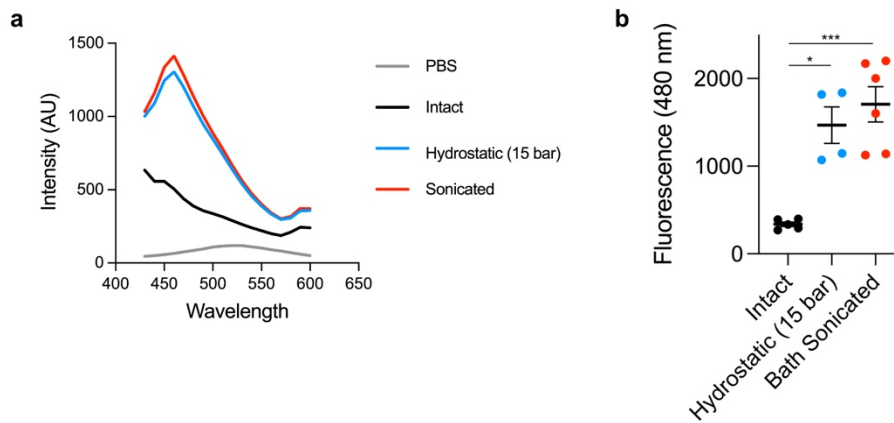 a
1500
1000
500
0
400 450 500 550 600 650
Intensity (AU)
Wavelength
PBS
Intact
Hydrostatic (15 bar)
Sonicated
b
***
*
2000
1000
0
Fluorescence (480 nm)
Intact
Hydrostatic (15 bar)
Bath Sonicated